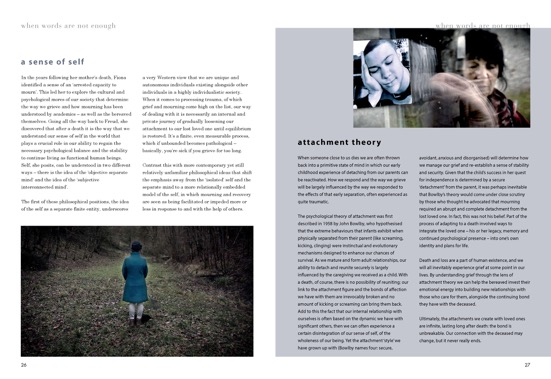 when words are not enough
a sense of self
In the years following her mother's death, Fiona
identified a sense of an 'arrested capacity to
mourn'. This led her to explore the cultural and
psychological mores of our society that determine
the way we grieve and how mourning has been
understood by academics – as well as the bereaved
themselves. Going all the way back to Freud, she
discovered that after a death it is the way that we
understand our sense of self in the world that
plays a crucial role in our ability to regain the
necessary psychological balance and the stability
to continue living as functional human beings.
Self, she posits, can be understood in two different
ways – there is the idea of the 'objective separate
mind' and the idea of the 'subjective
interconnected mind'.
The first of these philosophical positions, the idea
of the self as a separate finite entity, underscores
a very Western view that we are unique and
autonomous individuals existing alongside other
individuals in a highly individualistic society.
When it comes to processing trauma, of which
grief and mourning come high on the list, our way
of dealing with it is necessarily an internal and
private journey of gradually loosening our
attachment to our lost loved one until equilibrium
is restored. It's a finite, even measurable process,
which if unbounded becomes pathological –
basically, you're sick if you grieve for too long.
Contrast this with more contemporary yet still
relatively unfamiliar philosophical ideas that shift
the emphasis away from the 'isolated' self and the
separate mind to a more relationally embedded
model of the self, in which mourning and recovery
are seen as being facilitated or impeded more or
less in response to and with the help of others.
26
when words are not enough
attachment theory
When someone close to us dies we are often thrown
back into a primitive state of mind in which our early
childhood experience of detaching from our parents can
be reactivated. How we respond and the way we grieve
will be largely influenced by the way we responded to
the effects of that early separation, often experienced as
quite traumatic.
The psychological theory of attachment was first
described in 1958 by John Bowlby, who hypothesised
that the extreme behaviours that infants exhibit when
physically separated from their parent (like screaming,
kicking, clinging) were instinctual and evolutionary
mechanisms designed to enhance our chances of
survival. As we mature and form adult relationships, our
ability to detach and reunite securely is largely
influenced by the caregiving we received as a child. With
a death, of course, there is no possibility of reuniting; our
link to the attachment figure and the bonds of affection
we have with them are irrevocably broken and no
amount of kicking or screaming can bring them back.
Add to this the fact that our internal relationship with
ourselves is often based on the dynamic we have with
significant others, then we can often experience a
certain disintegration of our sense of self, of the
wholeness of our being. Yet the attachment 'style' we
have grown up with (Bowlby names four: secure,
avoidant, anxious and disorganised) will determine how
we manage our grief and re-establish a sense of stability
and security. Given that the child's success in her quest
for independence is determined by a secure
'detachment' from the parent, it was perhaps inevitable
that Bowlby's theory would come under close scrutiny
by those who thought he advocated that mourning
required an abrupt and complete detachment from the
lost loved one. In fact, this was not his belief. Part of the
process of adapting to a death involved ways to
integrate the loved one – his or her legacy, memory and
continued psychological presence – into one's own
identity and plans for life.
Death and loss are a part of human existence, and we
will all inevitably experience grief at some point in our
lives. By understanding grief through the lens of
attachment theory we can help the bereaved invest their
emotional energy into building new relationships with
those who care for them, alongside the continuing bond
they have with the deceased.
Ultimately, the attachments we create with loved ones
are infinite, lasting long after death: the bond is
unbreakable. Our connection with the deceased may
change, but it never really ends.
27